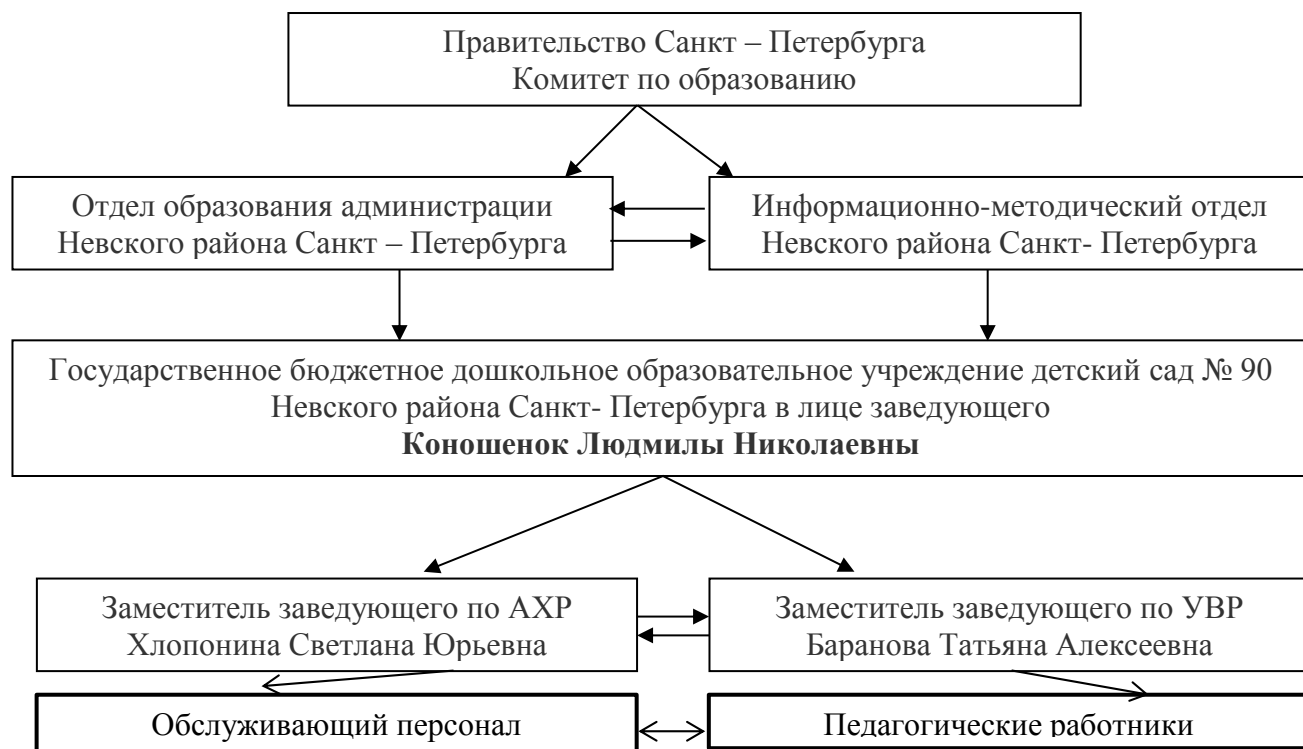 Правительство Санкт – Петербурга
Комитет по образованию
Отдел образования администрации
Невского района Санкт – Петербурга
Информационно-методический отдел
Невского района Санкт- Петербурга
Государственное бюджетное дошкольное образовательное учреждение детский сад № 90
Невского района Санкт- Петербурга в лице заведующего
Коношенок Людмилы Николаевны
Заместитель заведующего по АХР
Хлопонина Светлана Юрьевна
Заместитель заведующего по УВР
Баранова Татьяна Алексеевна
Обслуживающий персонал
Педагогические работники